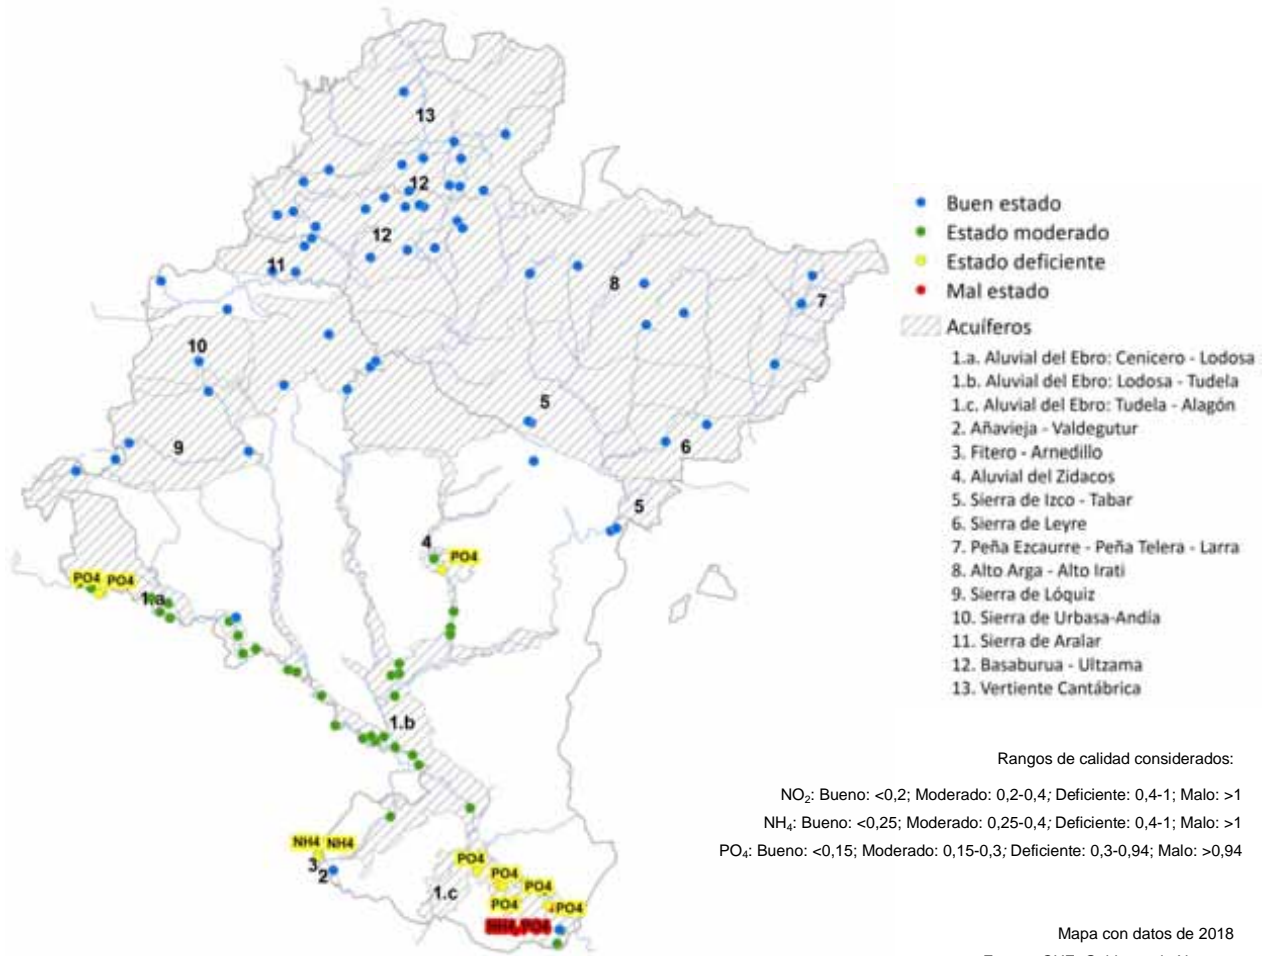 13
12
12
11
8
7
10
5
9
6
5
4
PO4
PO4 PO4
1.a
1.b
NH4 NH4
3
2
PO4
PO4
PO4
1.c
PO4
PO4
NH4 PO4
Buen estado
Estado moderado
Estado deficiente
Mal estado
Acuíferos
1.a. Aluvial del Ebro: Cenicero - Lodosa
1.b. Aluvial del Ebro: Lodosa - Tudela
1.c. Aluvial del Ebro: Tudela - Alagón
2. Añavieja - Valdegutur
3. Fitero - Arnedillo
4. Aluvial del Zidacos
5. Sierra de Izco - Tabar
6. Sierra de Leyre
7. Peña Ezcaurre - Peña Telera - Larra
8. Alto Arga - Alto Irati
9. Sierra de Lóquiz
10. Sierra de Urbasa-Andía
11. Sierra de Aralar
12. Basaburua - Ultzama
13. Vertiente Cantábrica
Rangos de calidad considerados:
NO₂: Bueno: <0,2; Moderado: 0,2-0,4; Deficiente: 0,4-1; Malo: >1
NH₄: Bueno: <0,25; Moderado: 0,25-0,4; Deficiente: 0,4-1; Malo: >1
PO₄: Bueno: <0,15; Moderado: 0,15-0,3; Deficiente: 0,3-0,94; Malo: >0,94
Mapa con datos de 2018